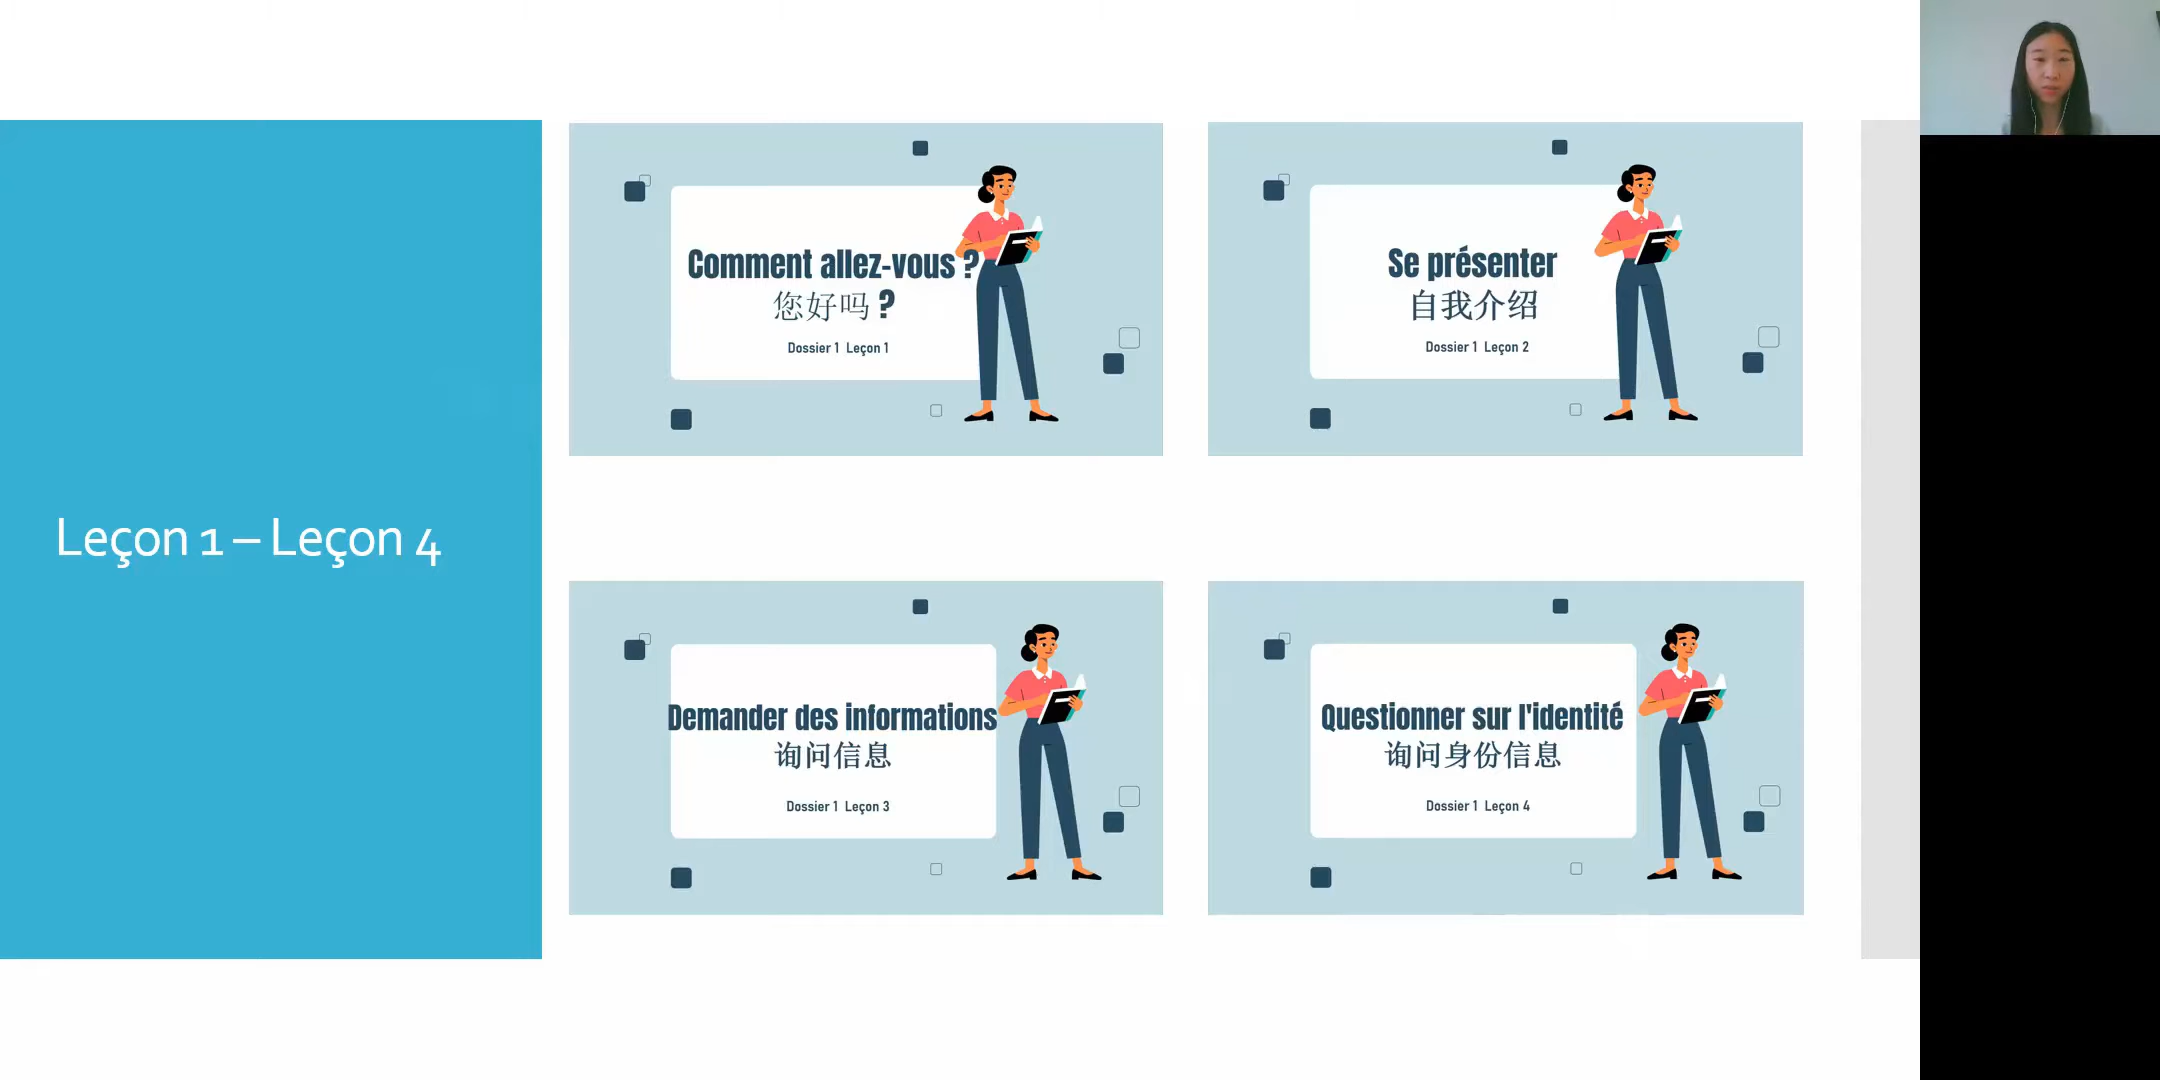 Leçon 1 – Leçon 4
Comment allez-vous ?
您好吗 ?
Dossier 1 Leçon 1
Se présenter
自我介绍
Dossier 1 Leçon 2
Demander des informations
询问信息
Dossier 1 Leçon 3
Questionner sur l'identité
询问身份信息
Dossier 1 Leçon 4